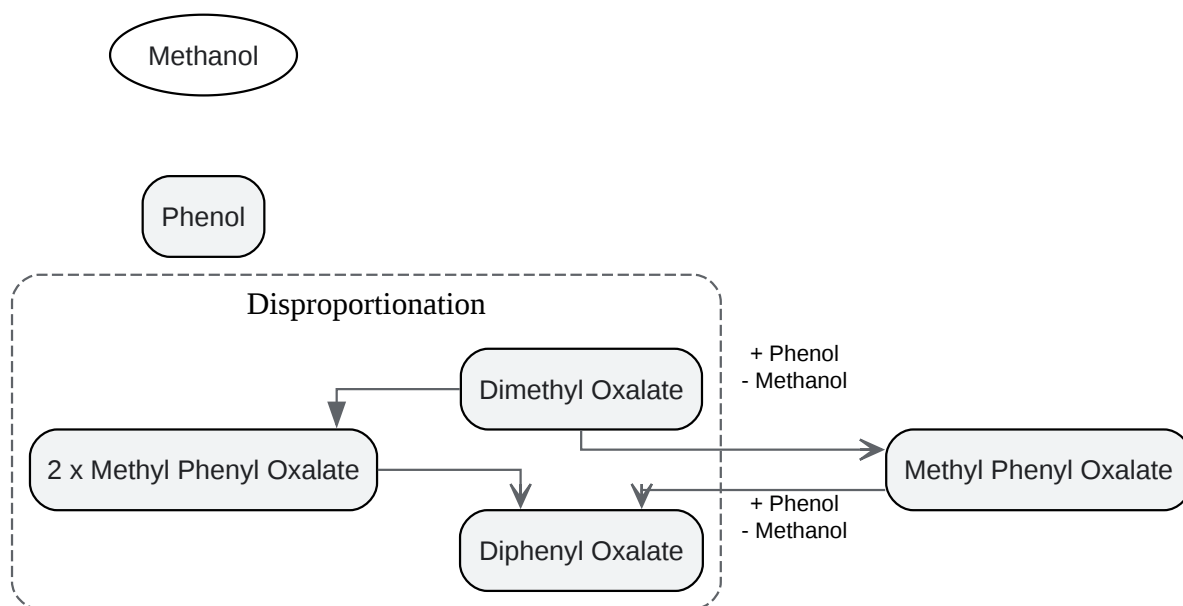 Methanol
Phenol
Disproportionation
Dimethyl Oxalate
+ Phenol
- Methanol
2 x Methyl Phenyl Oxalate
Methyl Phenyl Oxalate
+ Phenol
- Methanol
Diphenyl Oxalate